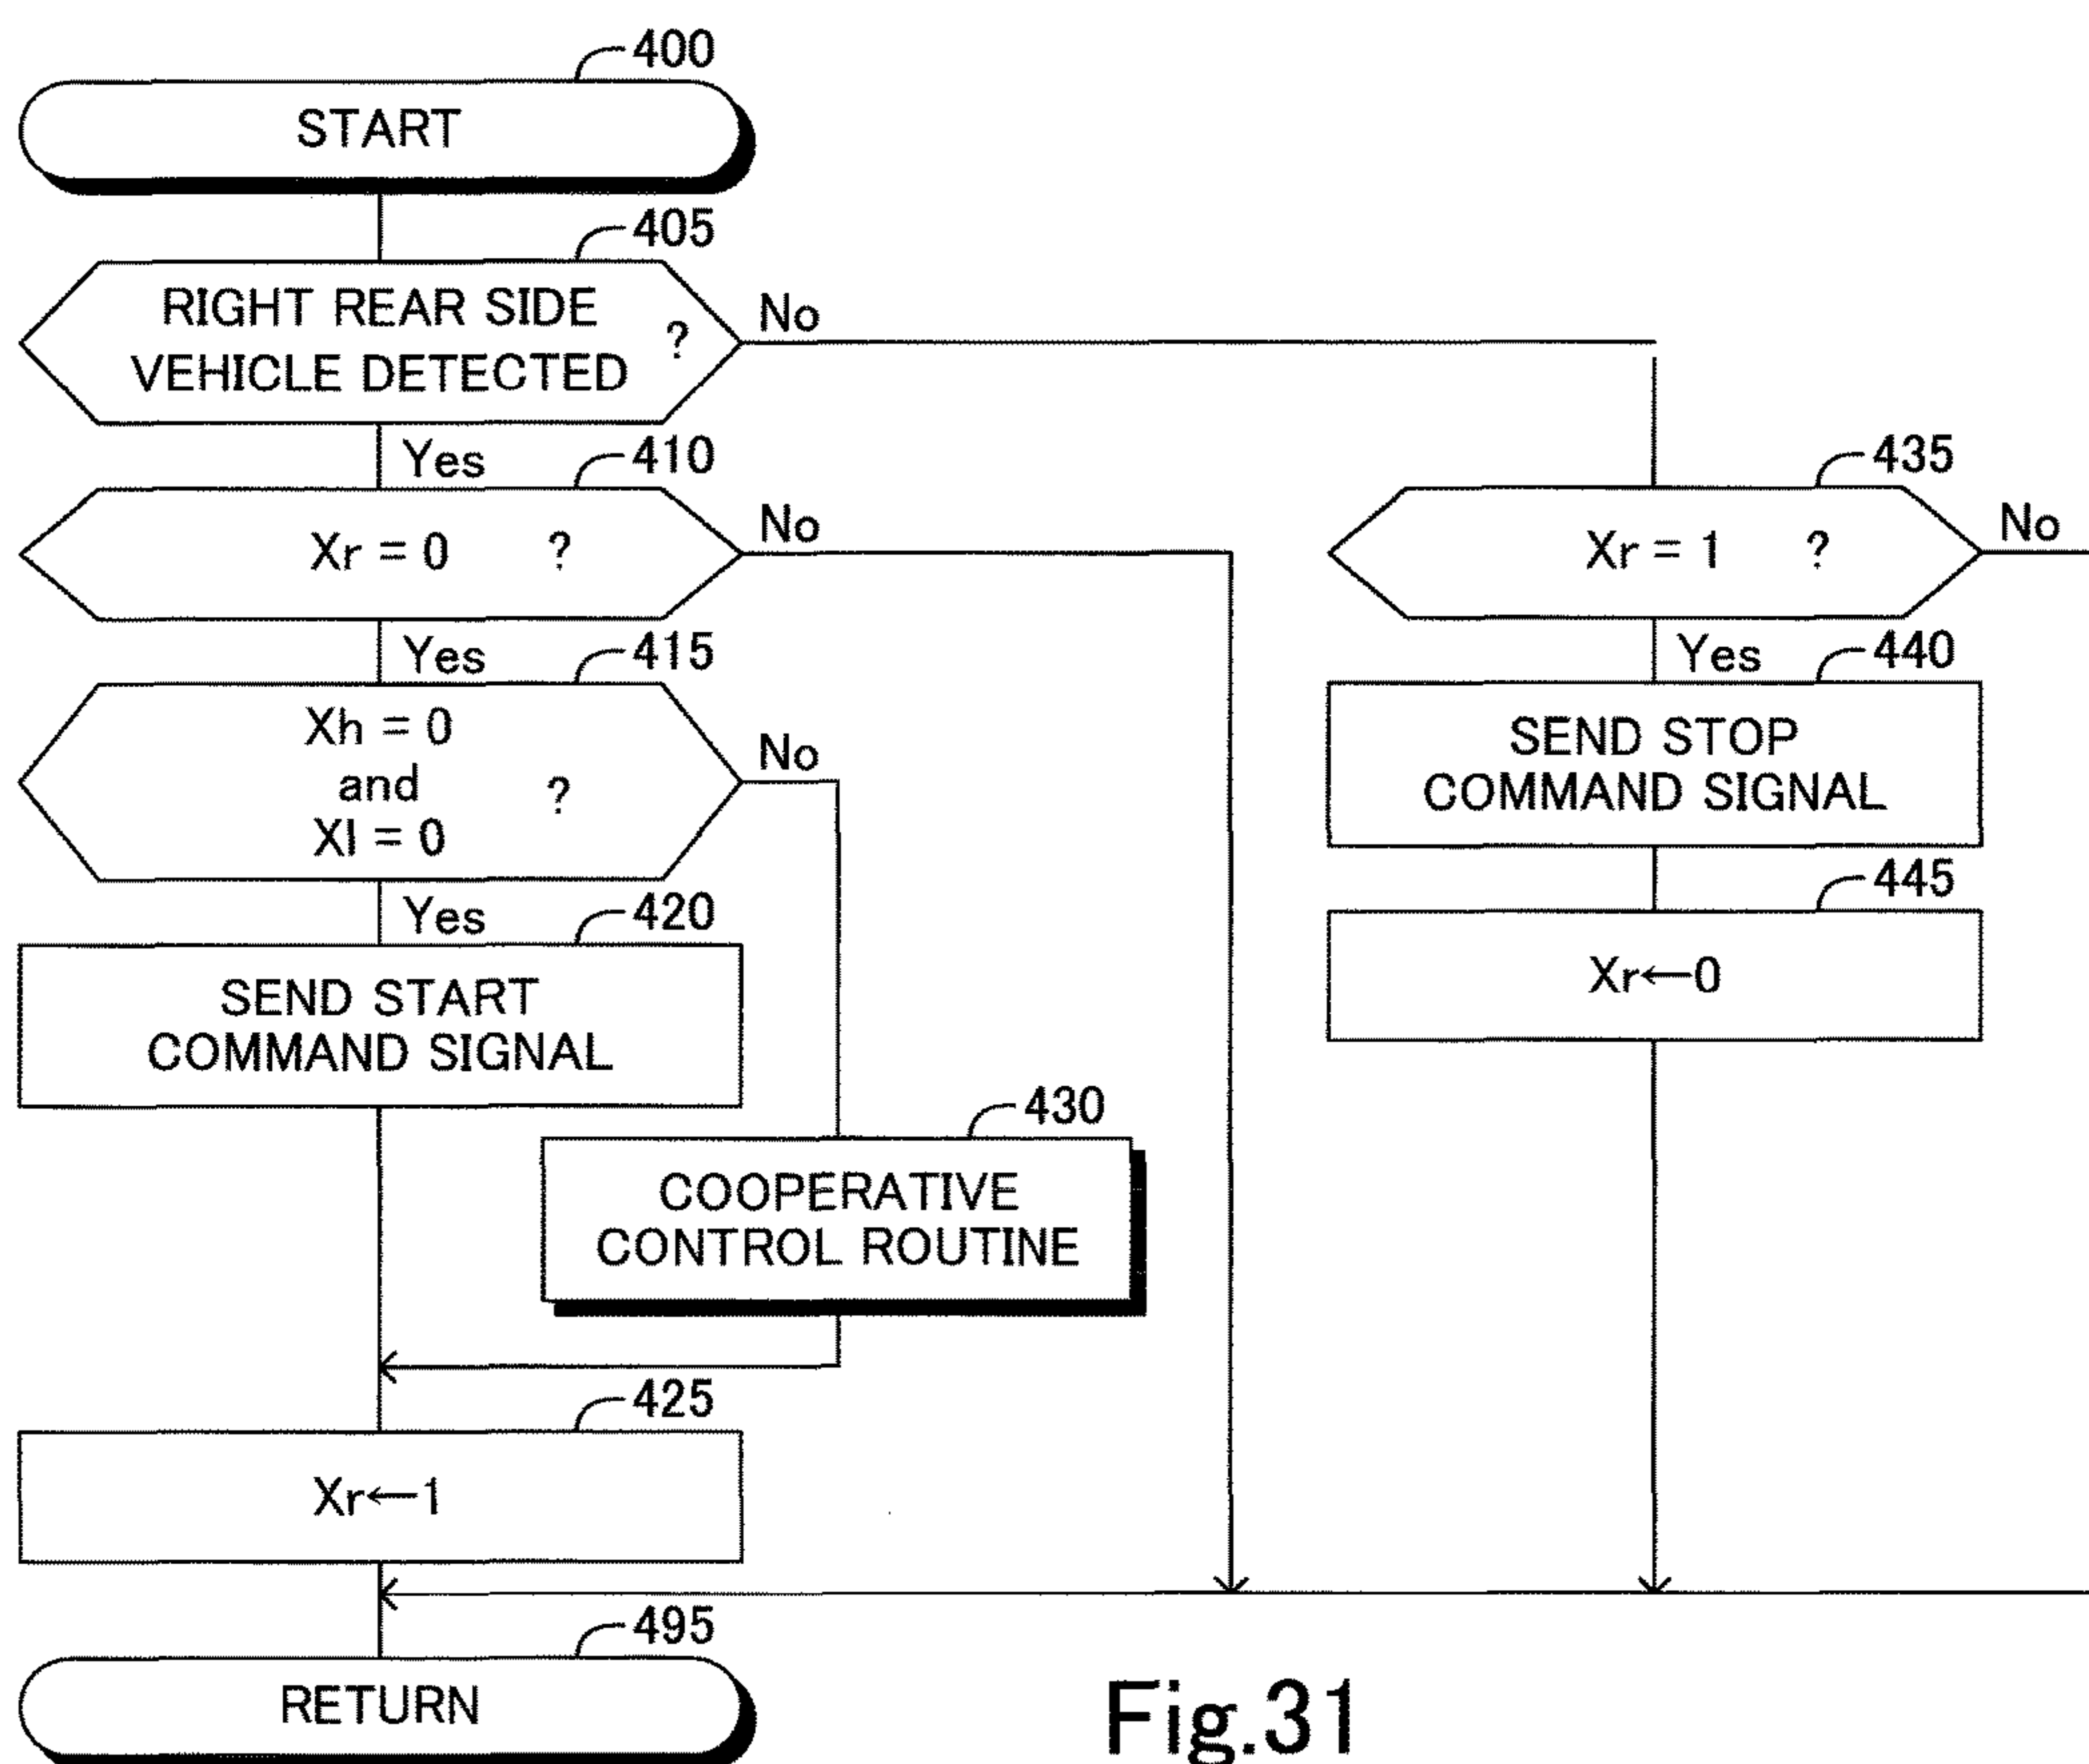 400
START
405
RIGHT REAR SIDE
VEHICLE DETECTED
?
No
Yes
410
Xr = 0 ?
No
Yes
415
Xh = 0
and
Xl = 0
?
No
Yes
420
SEND START
COMMAND SIGNAL
430
COOPERATIVE
CONTROL ROUTINE
425
Xr←1
435
Xr = 1 ?
No
Yes
440
SEND STOP
COMMAND SIGNAL
445
Xr←0
495
RETURN
Fig.31